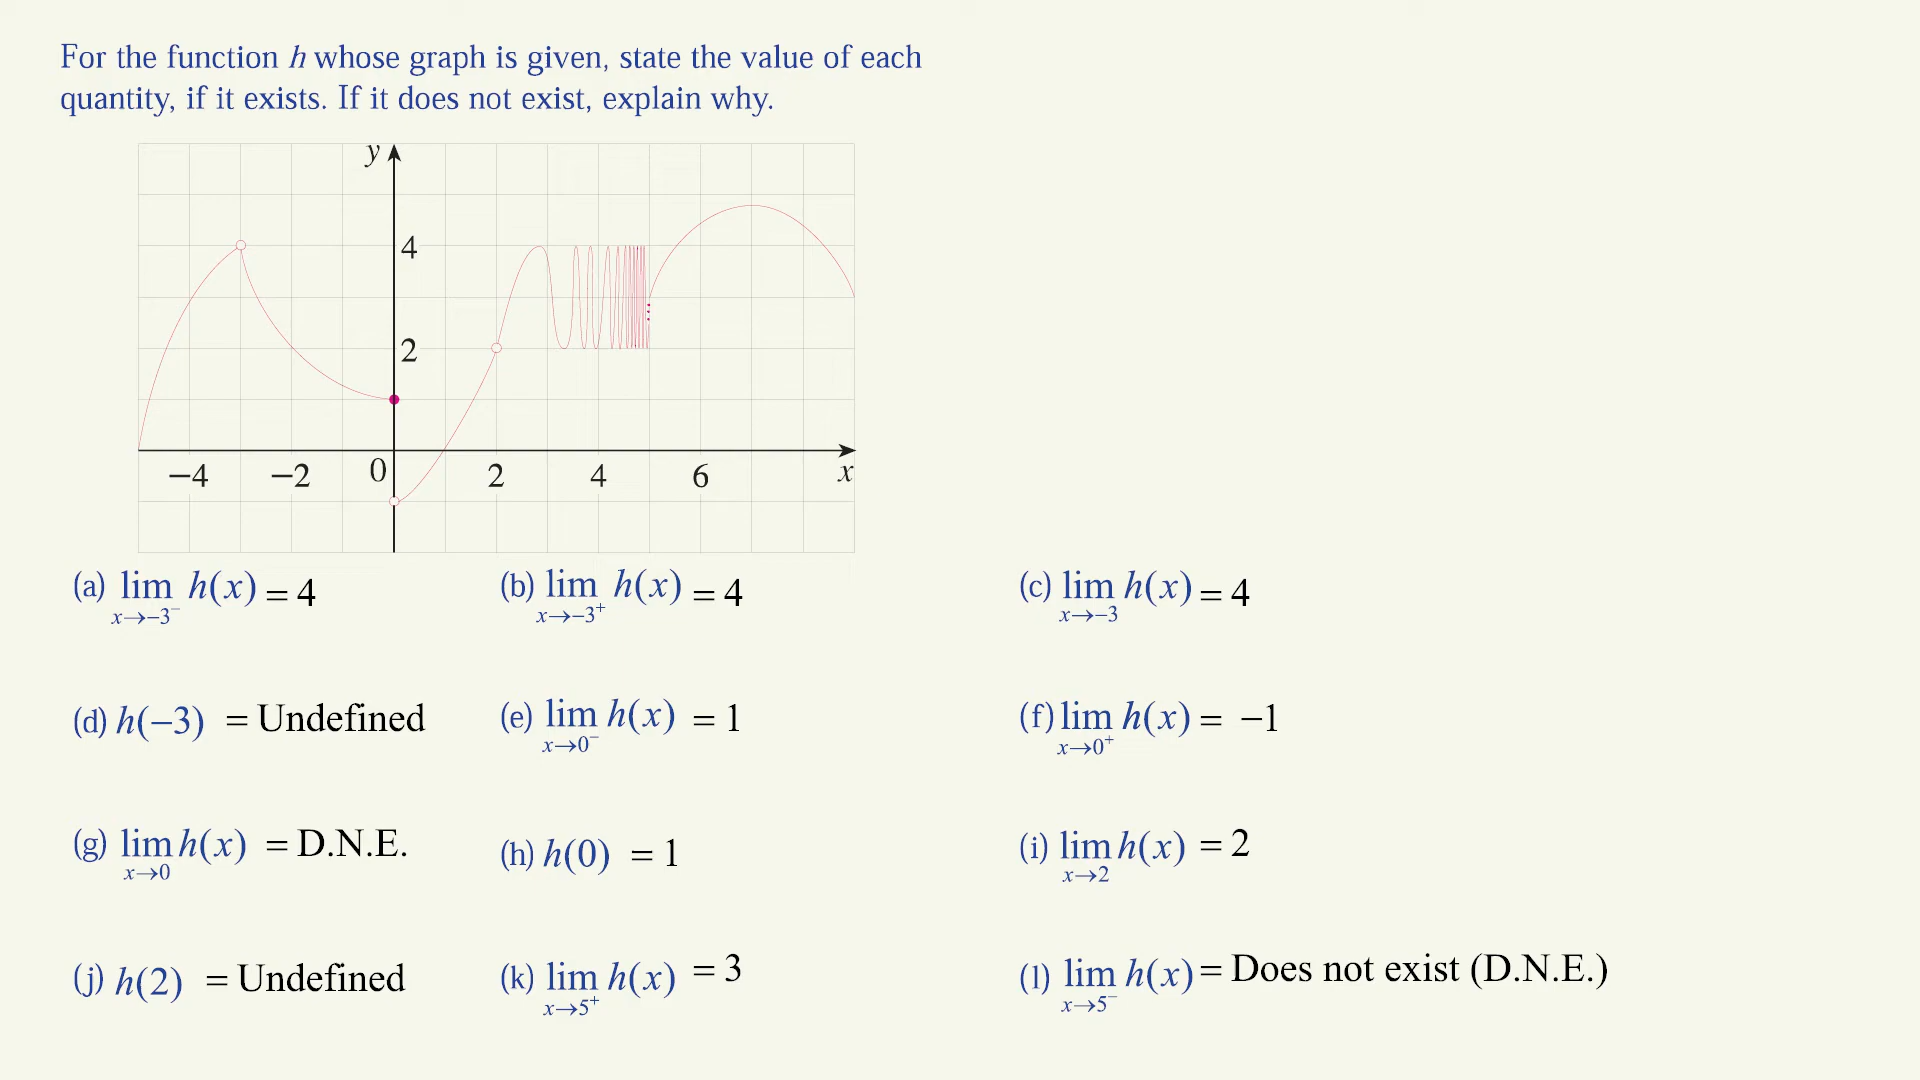 For the function h whose graph is given, state the value of each
quantity, if it exists. If it does not exist, explain why.
y
4
2
−4 −2 0 2 4 6 x
(a) lim x→−3⁻ h(x) = 4
(b) lim x→−3⁺ h(x) = 4
(c) lim x→−3 h(x) = 4
(d) h(−3) = Undefined
(e) lim x→0⁻ h(x) = 1
(f) lim x→0⁺ h(x) = −1
(g) lim x→0 h(x) = D.N.E.
(h) h(0) = 1
(i) lim x→2 h(x) = 2
(j) h(2) = Undefined
(k) lim x→5⁺ h(x) = 3
(l) lim x→5⁻ h(x) = Does not exist (D.N.E.)